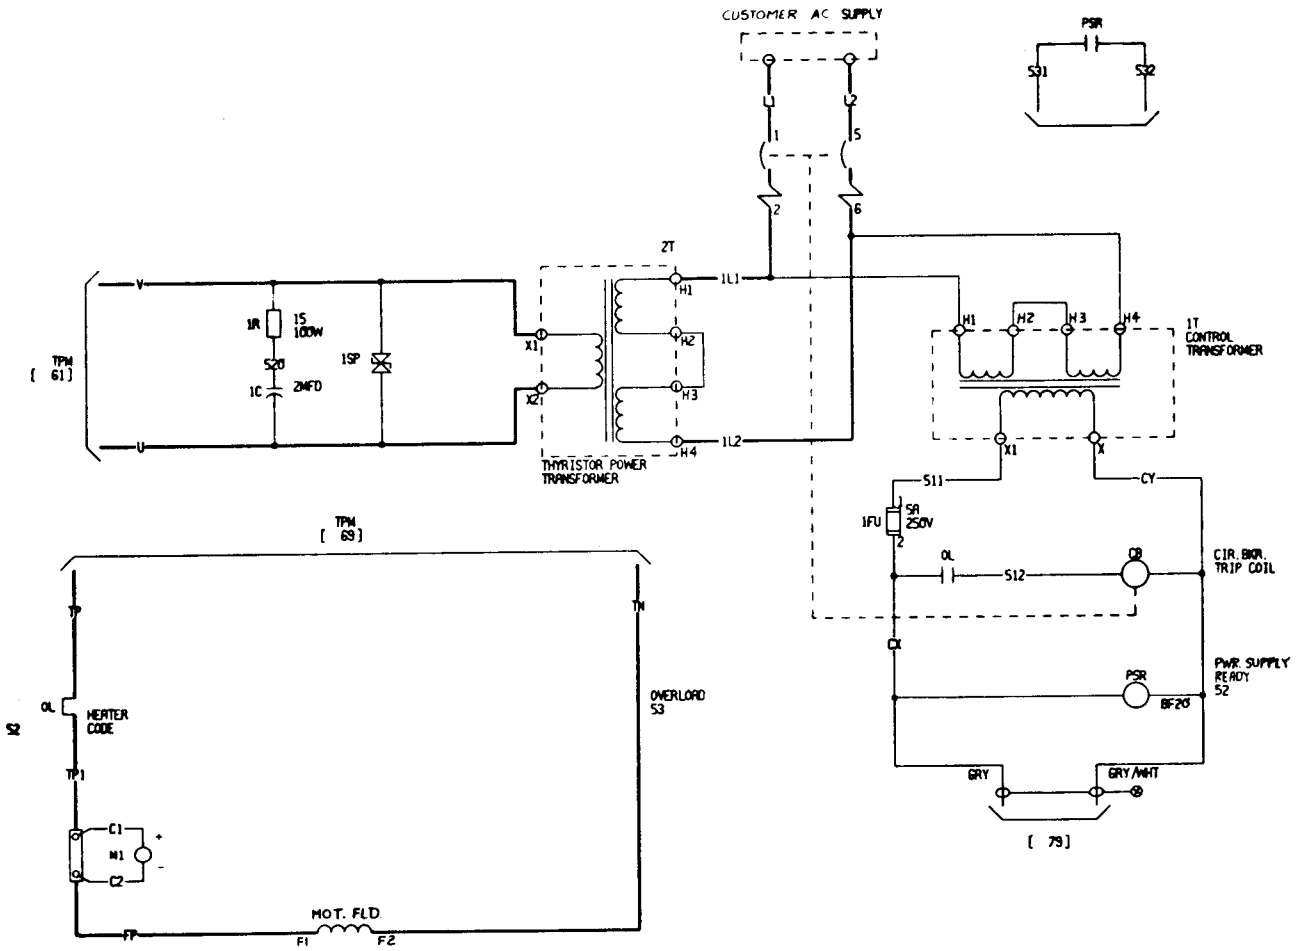 CUSTOMER AC SUPPLY
PSR
S31
S32
L1
L2
1
5
2
6
2T
1L1
H1
H2
H3
H4
1L2
X1
X2
THYRISTOR POWER
TRANSFORMER
V
1R
15
100W
S20
1C
2MFD
1SP
U
TPM
[ 61]
H1
H2
H3
H4
1T
CONTROL
TRANSFORMER
X1
X
S11
CY
1
1FU
5A
250V
2
OL
S12
CB
CIR. BKR.
TRIP COIL
CX
PSR
BF20
PWR. SUPPLY
READY
52
GRY
GRY/WHT
[ 79]
TPM
[ 69]
TP
TN
OL
HEATER
CODE
OVERLOAD
53
52
TP1
C1
+
M1
C2
-
FP
MOT. FLD.
F1
F2